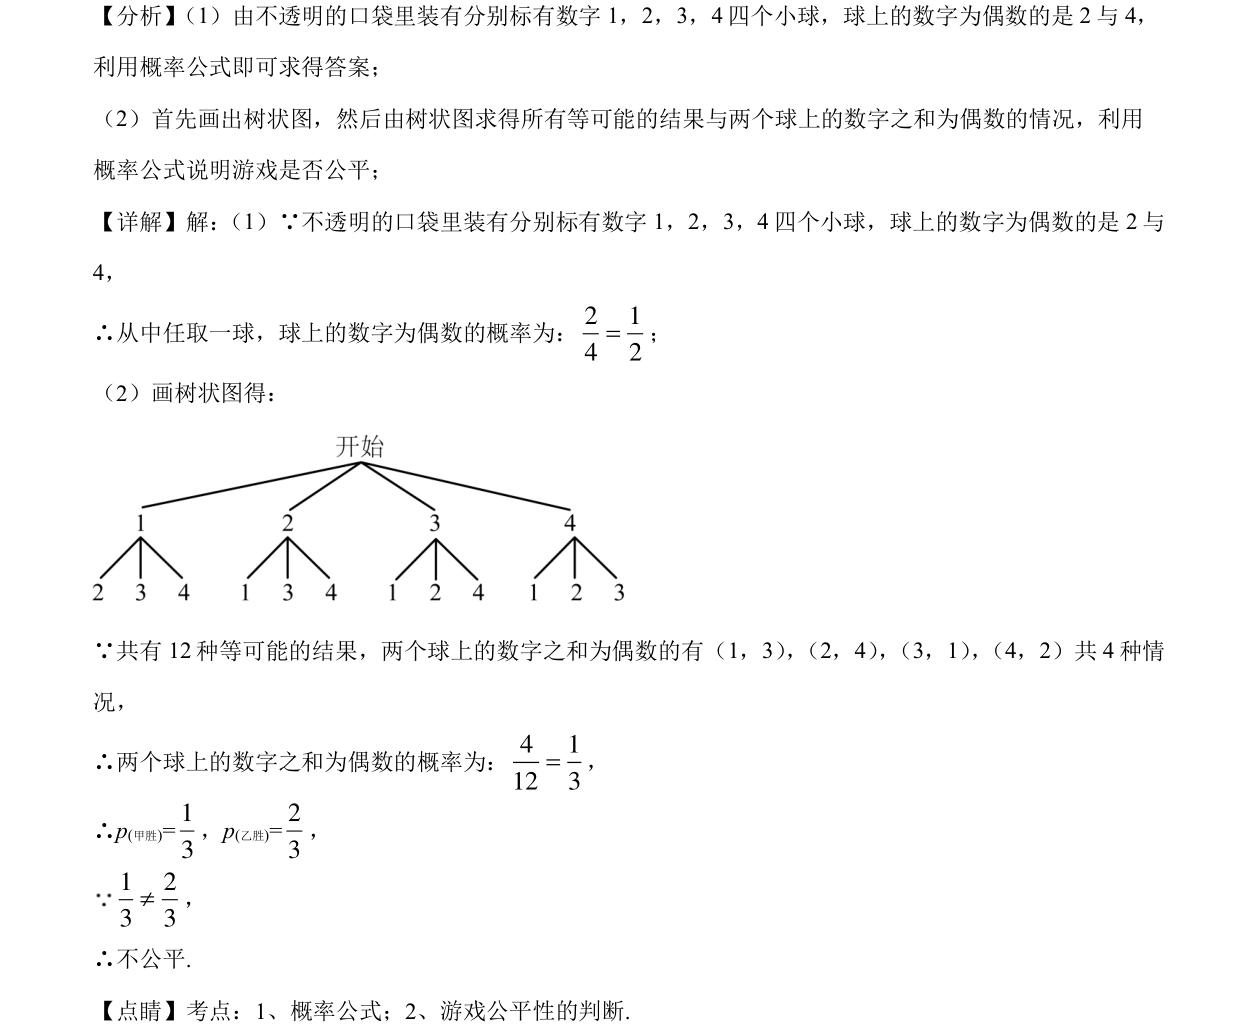 【分析】（1）由不透明的口袋里装有分别标有数字 1，2，3，4 四个小球，球上的数字为偶数的是 2 与 4，
利用概率公式即可求得答案；
（2）首先画出树状图，然后由树状图求得所有等可能的结果与两个球上的数字之和为偶数的情况，利用
概率公式说明游戏是否公平；
【详解】解：（1）∵不透明的口袋里装有分别标有数字 1，2，3，4 四个小球，球上的数字为偶数的是 2 与
4，
∴从中任取一球，球上的数字为偶数的概率为：2/4 = 1/2；
（2）画树状图得：
开始
1 2 3 4
2 3 4 1 3 4 1 2 4 1 2 3
∵共有 12 种等可能的结果，两个球上的数字之和为偶数的有（1，3），（2，4），（3，1），（4，2）共 4 种情
况，
∴两个球上的数字之和为偶数的概率为：4/12 = 1/3，
∴p(甲胜)=1/3，p(乙胜)=2/3，
∵1/3 ≠ 2/3，
∴不公平.
【点睛】考点：1、概率公式；2、游戏公平性的判断.